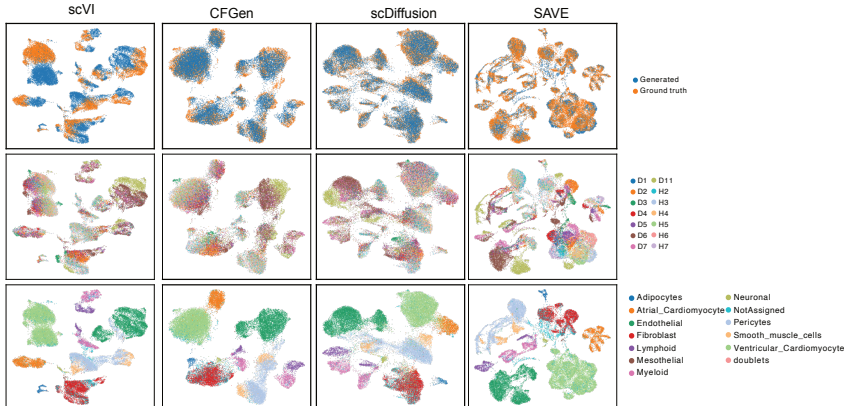 scVI CFGen scDiffusion SAVE
Generated
Ground truth
D1 D11
D2 H2
D3 H3
D4 H4
D5 H5
D6 H6
D7 H7
Adipocytes Neuronal
Atrial_Cardiomyocyte NotAssigned
Endothelial Pericytes
Fibroblast Smooth_muscle_cells
Lymphoid Ventricular_Cardiomyocyte
Mesothelial doublets
Myeloid